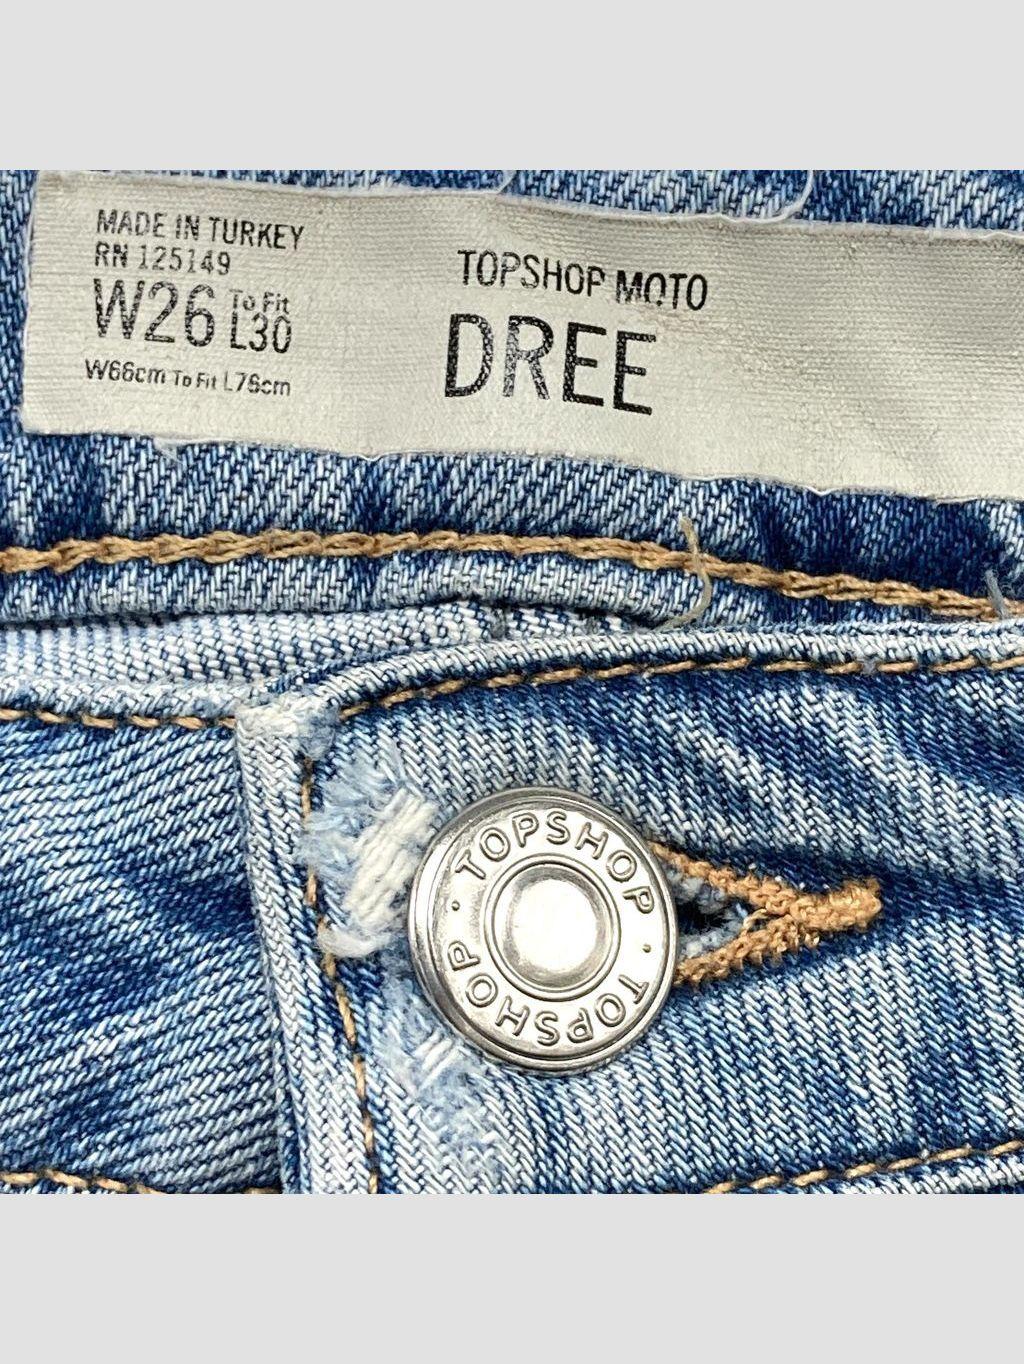 MADE IN TURKEY
RN 125149
W26 To Fit L30
W66cm To Fit L76cm
TOPSHOP MOTO
DREE
TOPSHOP · TOPSHOP ·